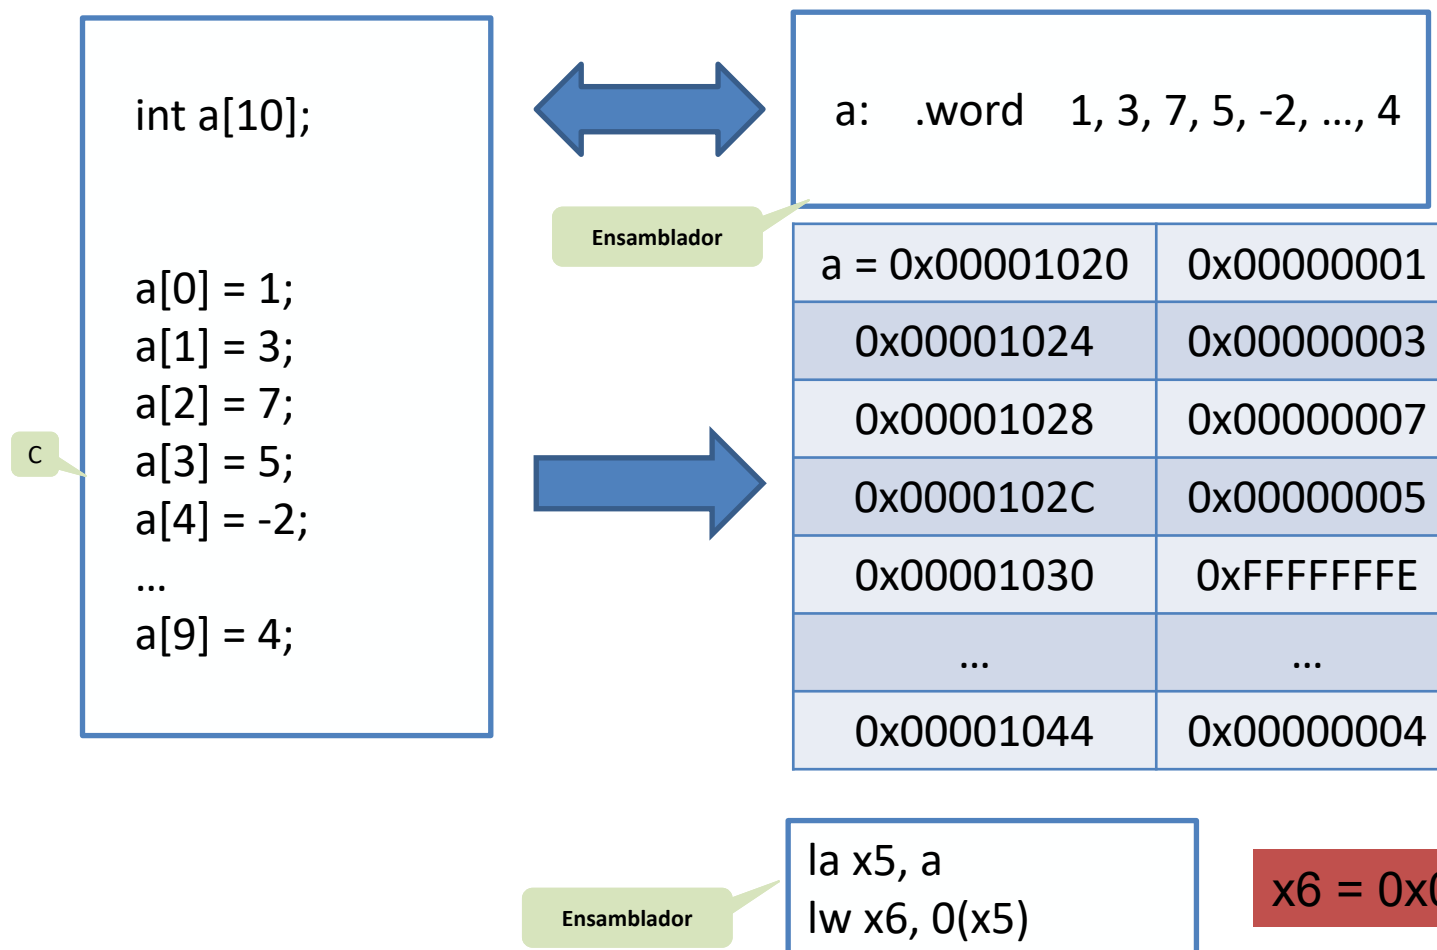 int a[10];
a[0] = 1;
a[1] = 3;
a[2] = 7;
a[3] = 5;
a[4] = -2;
...
a[9] = 4;
C
a: .word 1, 3, 7, 5, -2, ..., 4
Ensamblador
a = 0x00001020 0x00000001
0x00001024 0x00000003
0x00001028 0x00000007
0x0000102C 0x00000005
0x00001030 0xFFFFFFFE
... ...
0x00001044 0x00000004
Ensamblador
la x5, a
lw x6, 0(x5)
x6 = 0x